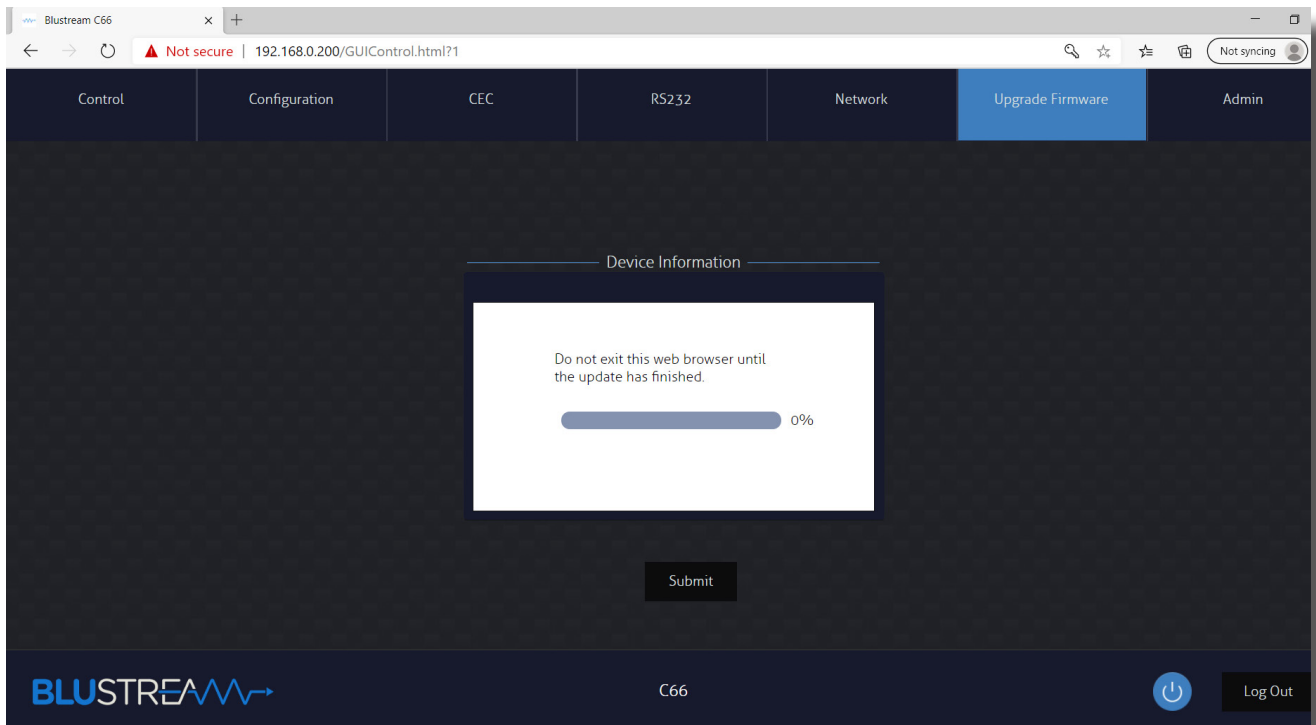 Blustream C66
Not secure | 192.168.0.200/GUIControl.html?1
Not syncing
Control
Configuration
CEC
RS232
Network
Upgrade Firmware
Admin
Device Information
Do not exit this web browser until
the update has finished.
0%
Submit
BLUSTREAM
C66
Log Out